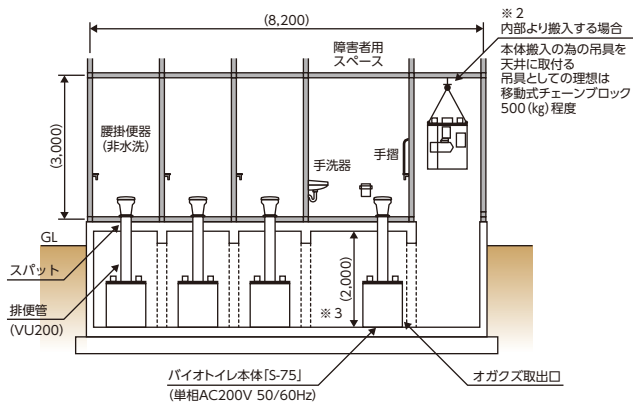 (8,200)
※2
内部より搬入する場合
本体搬入の為の吊具を
天井に取付る
吊具としての理想は
移動式チェーンブロック
500(kg)程度
障害者用
スペース
(3,000)
腰掛便器
(非水洗)
手洗器
手摺
GL
スパット
排便管
(VU200)
※3
(2,000)
バイオトイレ本体「S-75」
(単相AC200V 50/60Hz)
オガクズ取出口